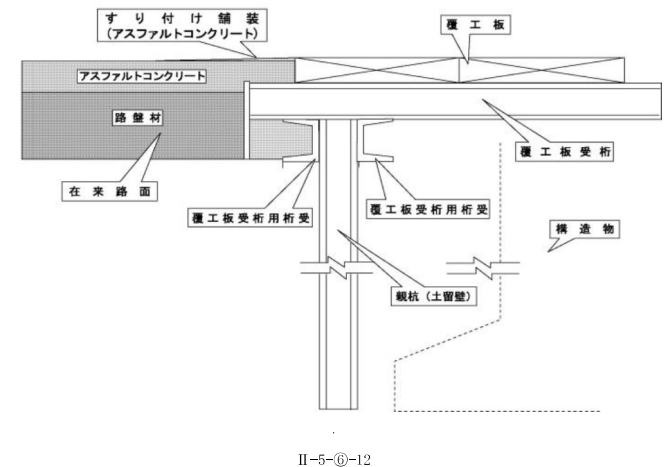 すり付け舗装
(アスファルトコンクリート)
覆工板
アスファルトコンクリート
路盤材
覆工板受桁
在来路面
覆工板受桁用桁受
覆工板受桁用桁受
構造物
親杭(土留壁)
Ⅱ-5-⑥-12